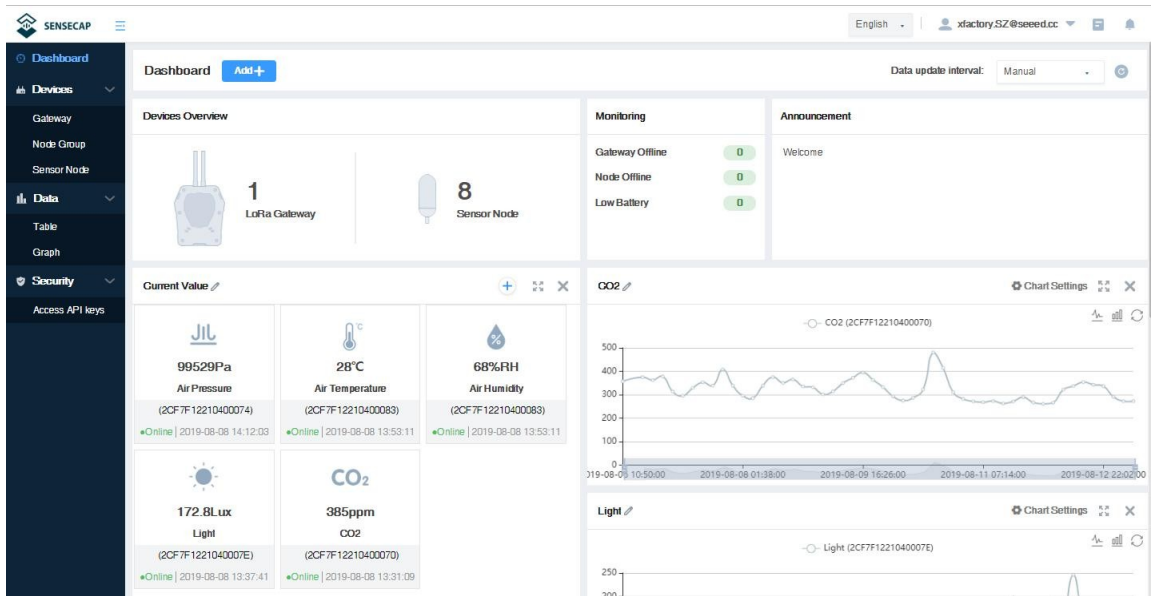 SENSECAP
English
xfactory.SZ@seeed.cc
Dashboard
Devices
Gateway
Node Group
Sensor Node
Data
Table
Graph
Security
Access API keys
Dashboard
Add+
Data update interval:
Manual
Devices Overview
1
LoRa Gateway
8
Sensor Node
Monitoring
Gateway Offline 0
Node Offline 0
Low Battery 0
Announcement
Welcome
Current Value
99529Pa
Air Pressure
(2CF7F12210400074)
Online | 2019-08-08 14:12:03
°C
28°C
Air Temperature
(2CF7F12210400083)
Online | 2019-08-08 13:53:11
%
68%RH
Air Humidity
(2CF7F12210400083)
Online | 2019-08-08 13:53:11
172.8Lux
Light
(2CF7F1221040007E)
Online | 2019-08-08 13:37:41
CO2
385ppm
CO2
(2CF7F12210400070)
Online | 2019-08-08 13:31:09
CO2
Chart Settings
CO2 (2CF7F12210400070)
500
400
300
200
100
0
2019-08-08 01:38:00
2019-08-09 16:26:00
2019-08-11 07:14:00
2019-08-12 22:02:00
Light
Chart Settings
Light (2CF7F1221040007E)
250
200